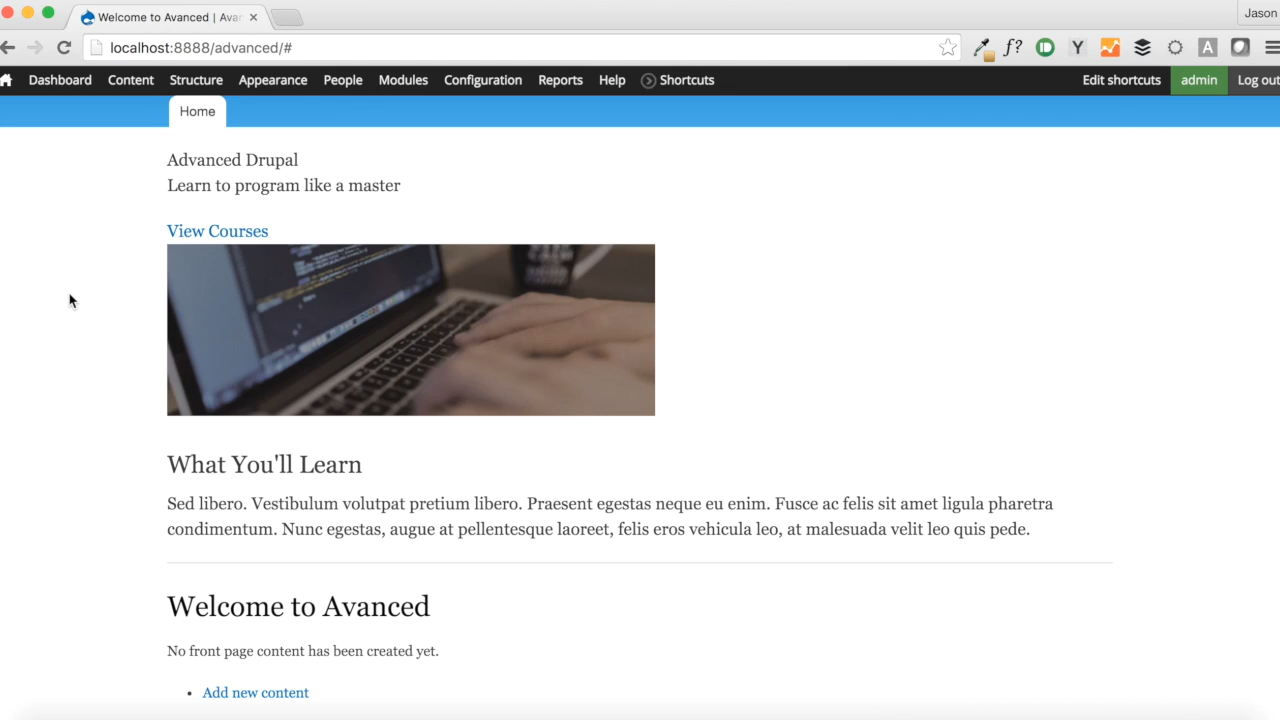 Welcome to Avanced | Ava
Jason
localhost:8888/advanced/#
f?
Y
A
Dashboard Content Structure Appearance People Modules Configuration Reports Help Shortcuts Edit shortcuts admin Log out
Home
Advanced Drupal
Learn to program like a master
View Courses
What You'll Learn
Sed libero. Vestibulum volutpat pretium libero. Praesent egestas neque eu enim. Fusce ac felis sit amet ligula pharetra
condimentum. Nunc egestas, augue at pellentesque laoreet, felis eros vehicula leo, at malesuada velit leo quis pede.
Welcome to Avanced
No front page content has been created yet.
Add new content